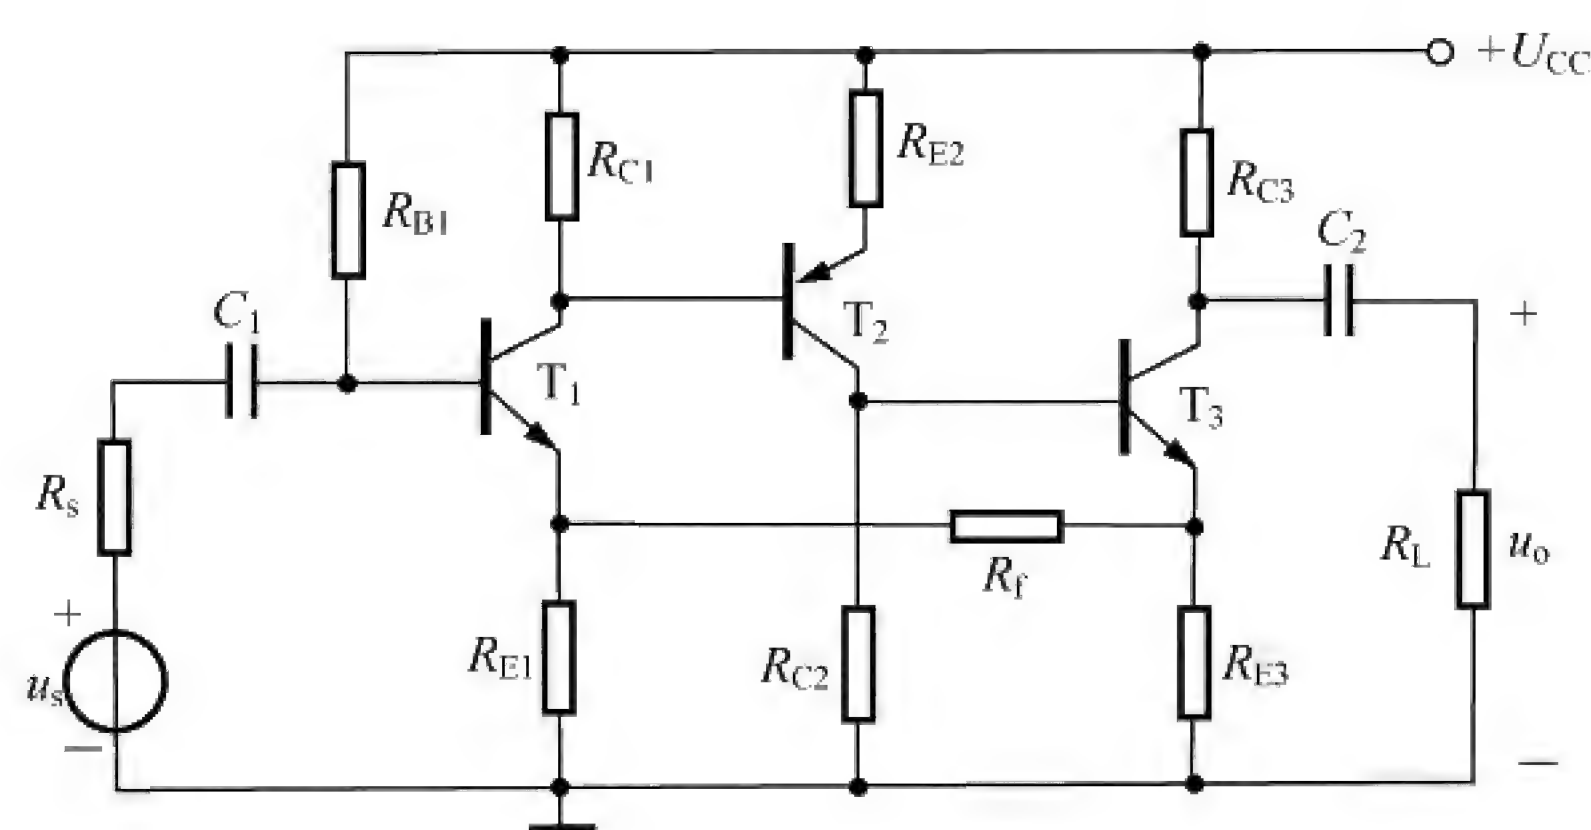 +U_CC
R_C1
R_E2
R_C3
R_B1
C_2
C_1
T_2
+
T_1
T_3
R_s
R_L
u_o
R_f
+
R_E1
R_C2
R_E3
u_s
−
−